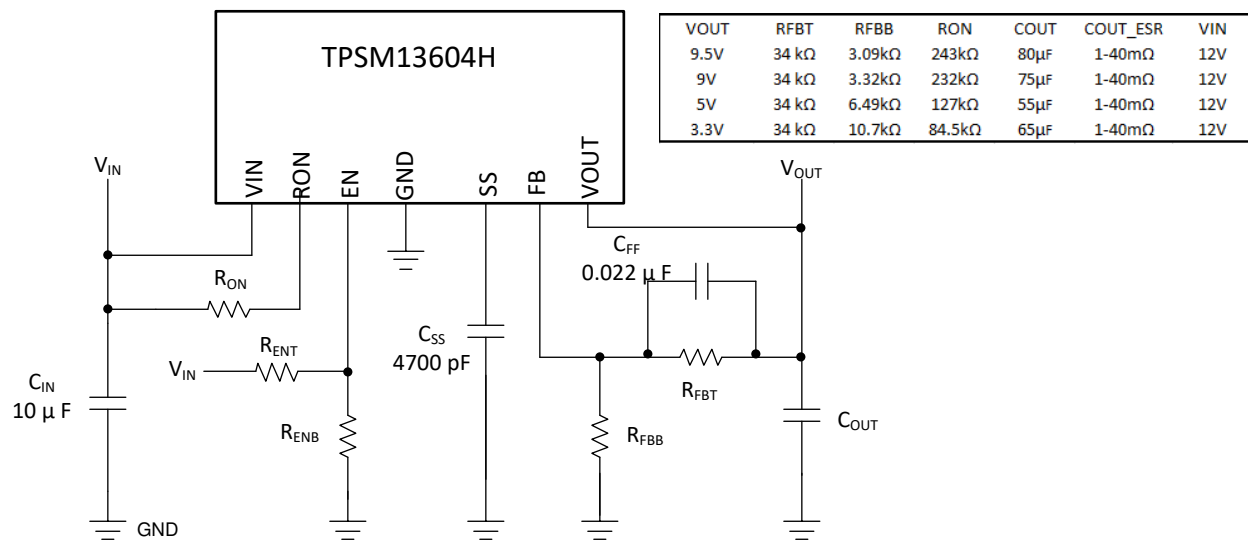 TPSM13604H
VOUT RFBT RFBB RON COUT COUT_ESR VIN
9.5V 34 kΩ 3.09kΩ 243kΩ 80µF 1-40mΩ 12V
9V 34 kΩ 3.32kΩ 232kΩ 75µF 1-40mΩ 12V
5V 34 kΩ 6.49kΩ 127kΩ 55µF 1-40mΩ 12V
3.3V 34 kΩ 10.7kΩ 84.5kΩ 65µF 1-40mΩ 12V
VIN
VIN
RON
EN
GND
SS
FB
VOUT
VOUT
CFF
0.022 µ F
RON
CSS
4700 pF
RENT
VIN
CIN
10 µ F
RENB
RFBT
RFBB
COUT
GND